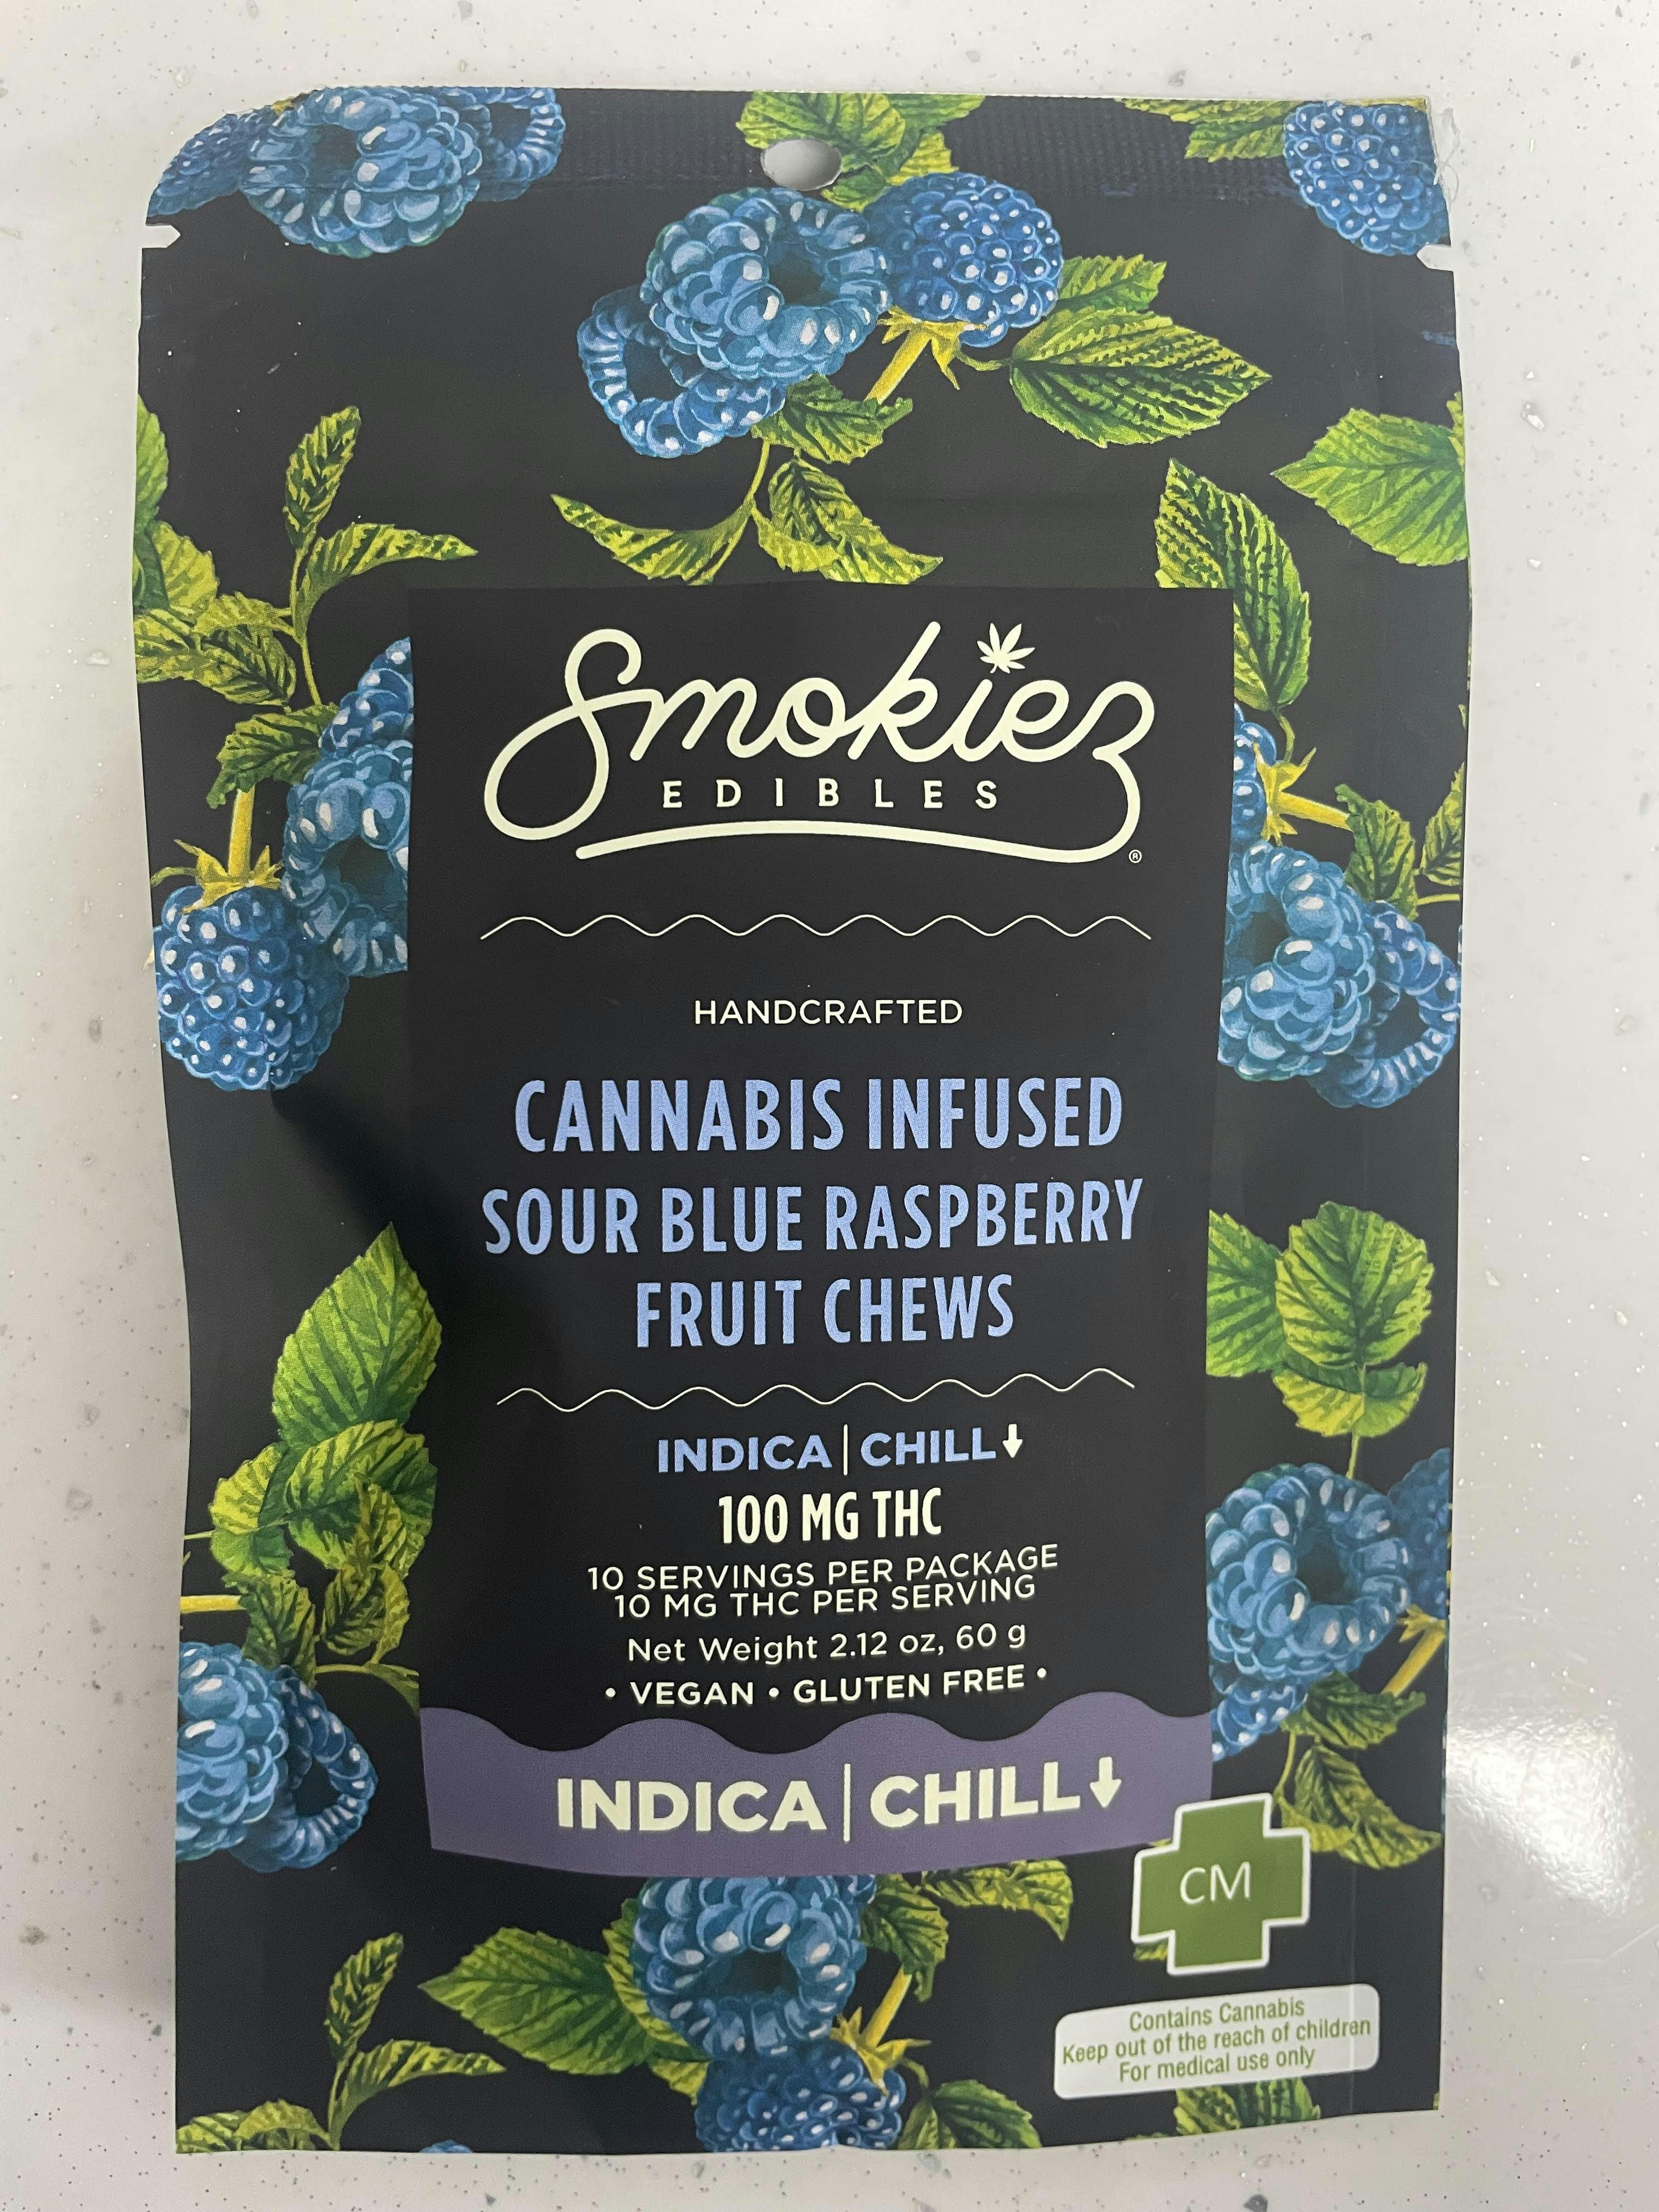 Smokiez
EDIBLES
®
HANDCRAFTED
CANNABIS INFUSED
SOUR BLUE RASPBERRY
FRUIT CHEWS
INDICA | CHILL↓
100 MG THC
10 SERVINGS PER PACKAGE
10 MG THC PER SERVING
Net Weight 2.12 oz, 60 g
• VEGAN • GLUTEN FREE •
INDICA | CHILL↓
CM
Contains Cannabis
Keep out of the reach of children
For medical use only